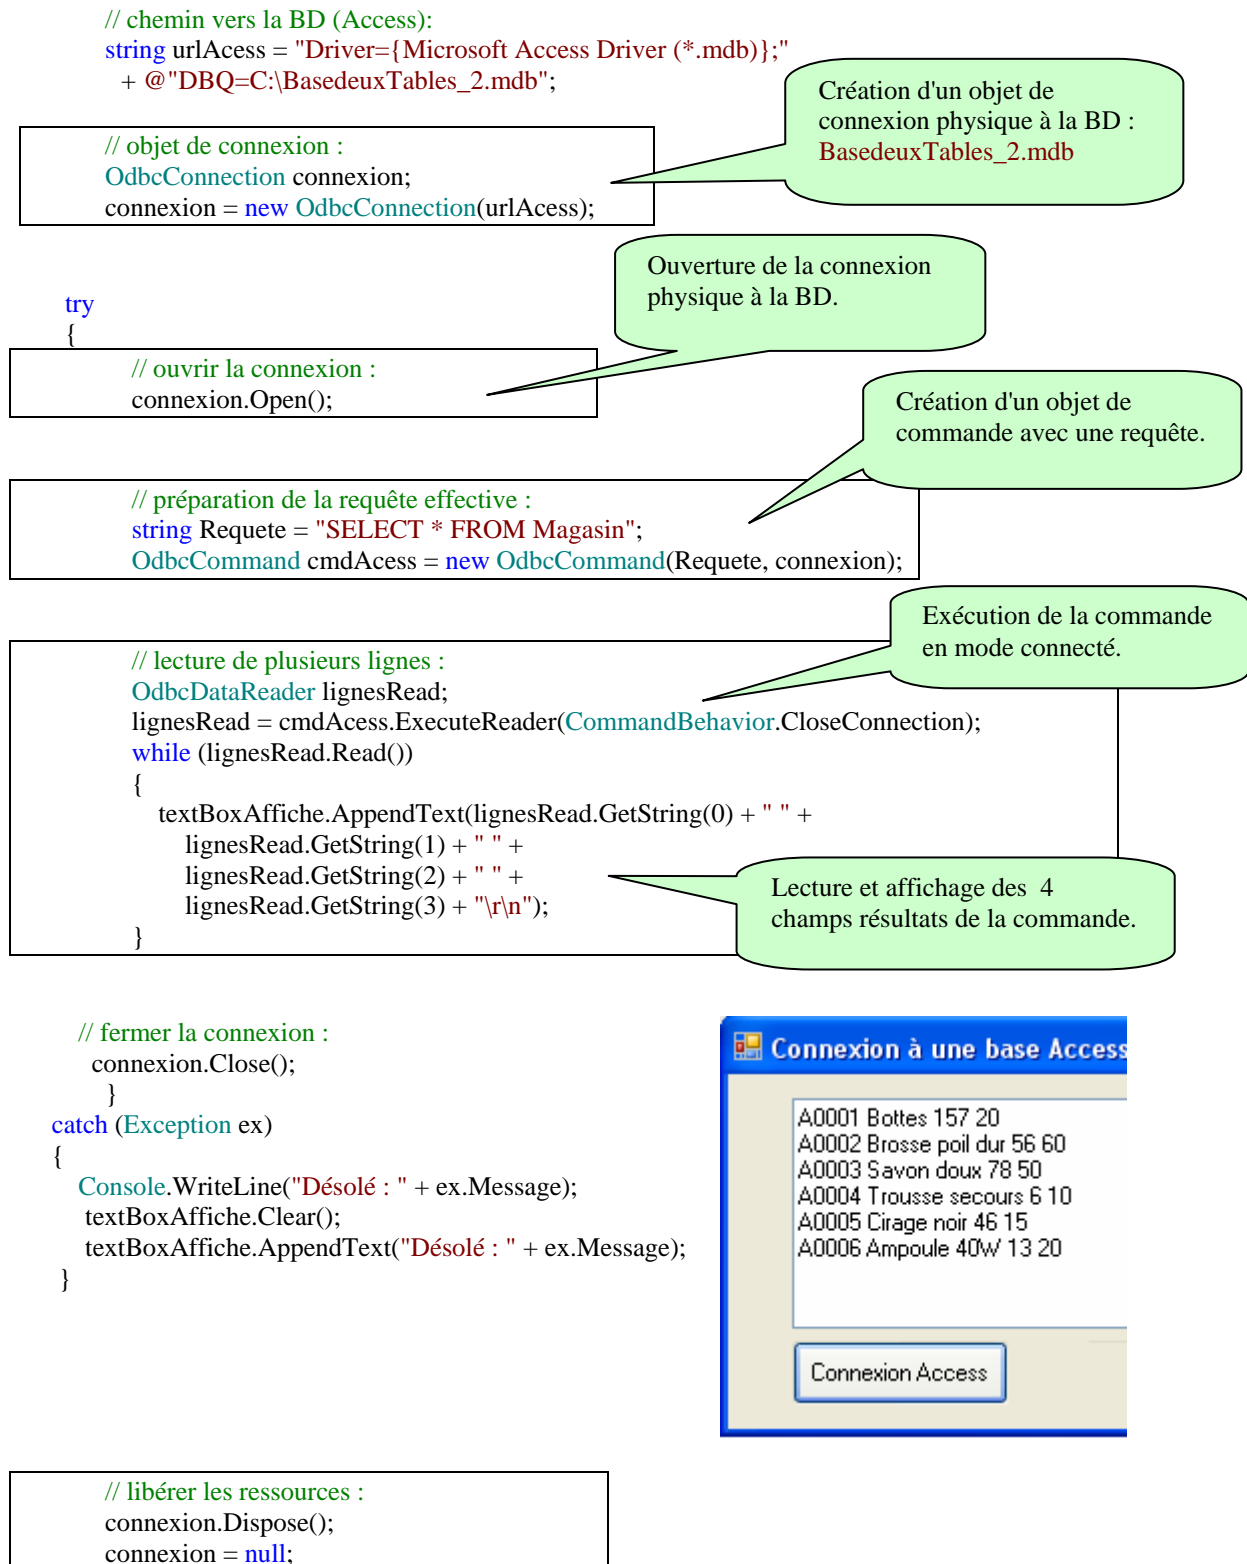 // chemin vers la BD (Access):
string urlAcess = "Driver={Microsoft Access Driver (*.mdb)};"
+ @"DBQ=C:\BasedeuxTables_2.mdb";
Création d'un objet de
connexion physique à la BD :
BasedeuxTables_2.mdb
// objet de connexion :
OdbcConnection connexion;
connexion = new OdbcConnection(urlAcess);
Ouverture de la connexion
physique à la BD.
try
{
// ouvrir la connexion :
connexion.Open();
Création d'un objet de
commande avec une requête.
// préparation de la requête effective :
string Requete = "SELECT * FROM Magasin";
OdbcCommand cmdAcess = new OdbcCommand(Requete, connexion);
Exécution de la commande
en mode connecté.
// lecture de plusieurs lignes :
OdbcDataReader lignesRead;
lignesRead = cmdAcess.ExecuteReader(CommandBehavior.CloseConnection);
while (lignesRead.Read())
{
textBoxAffiche.AppendText(lignesRead.GetString(0) + " " +
lignesRead.GetString(1) + " " +
lignesRead.GetString(2) + " " +
lignesRead.GetString(3) + "\r\n");
}
Lecture et affichage des  4
champs résultats de la commande.
// fermer la connexion :
connexion.Close();
}
catch (Exception ex)
{
Console.WriteLine("Désolé : " + ex.Message);
textBoxAffiche.Clear();
textBoxAffiche.AppendText("Désolé : " + ex.Message);
}
Connexion à une base Access
A0001 Bottes 157 20
A0002 Brosse poil dur 56 60
A0003 Savon doux 78 50
A0004 Trousse secours 6 10
A0005 Cirage noir 46 15
A0006 Ampoule 40W 13 20
Connexion Access
// libérer les ressources :
connexion.Dispose();
connexion = null;